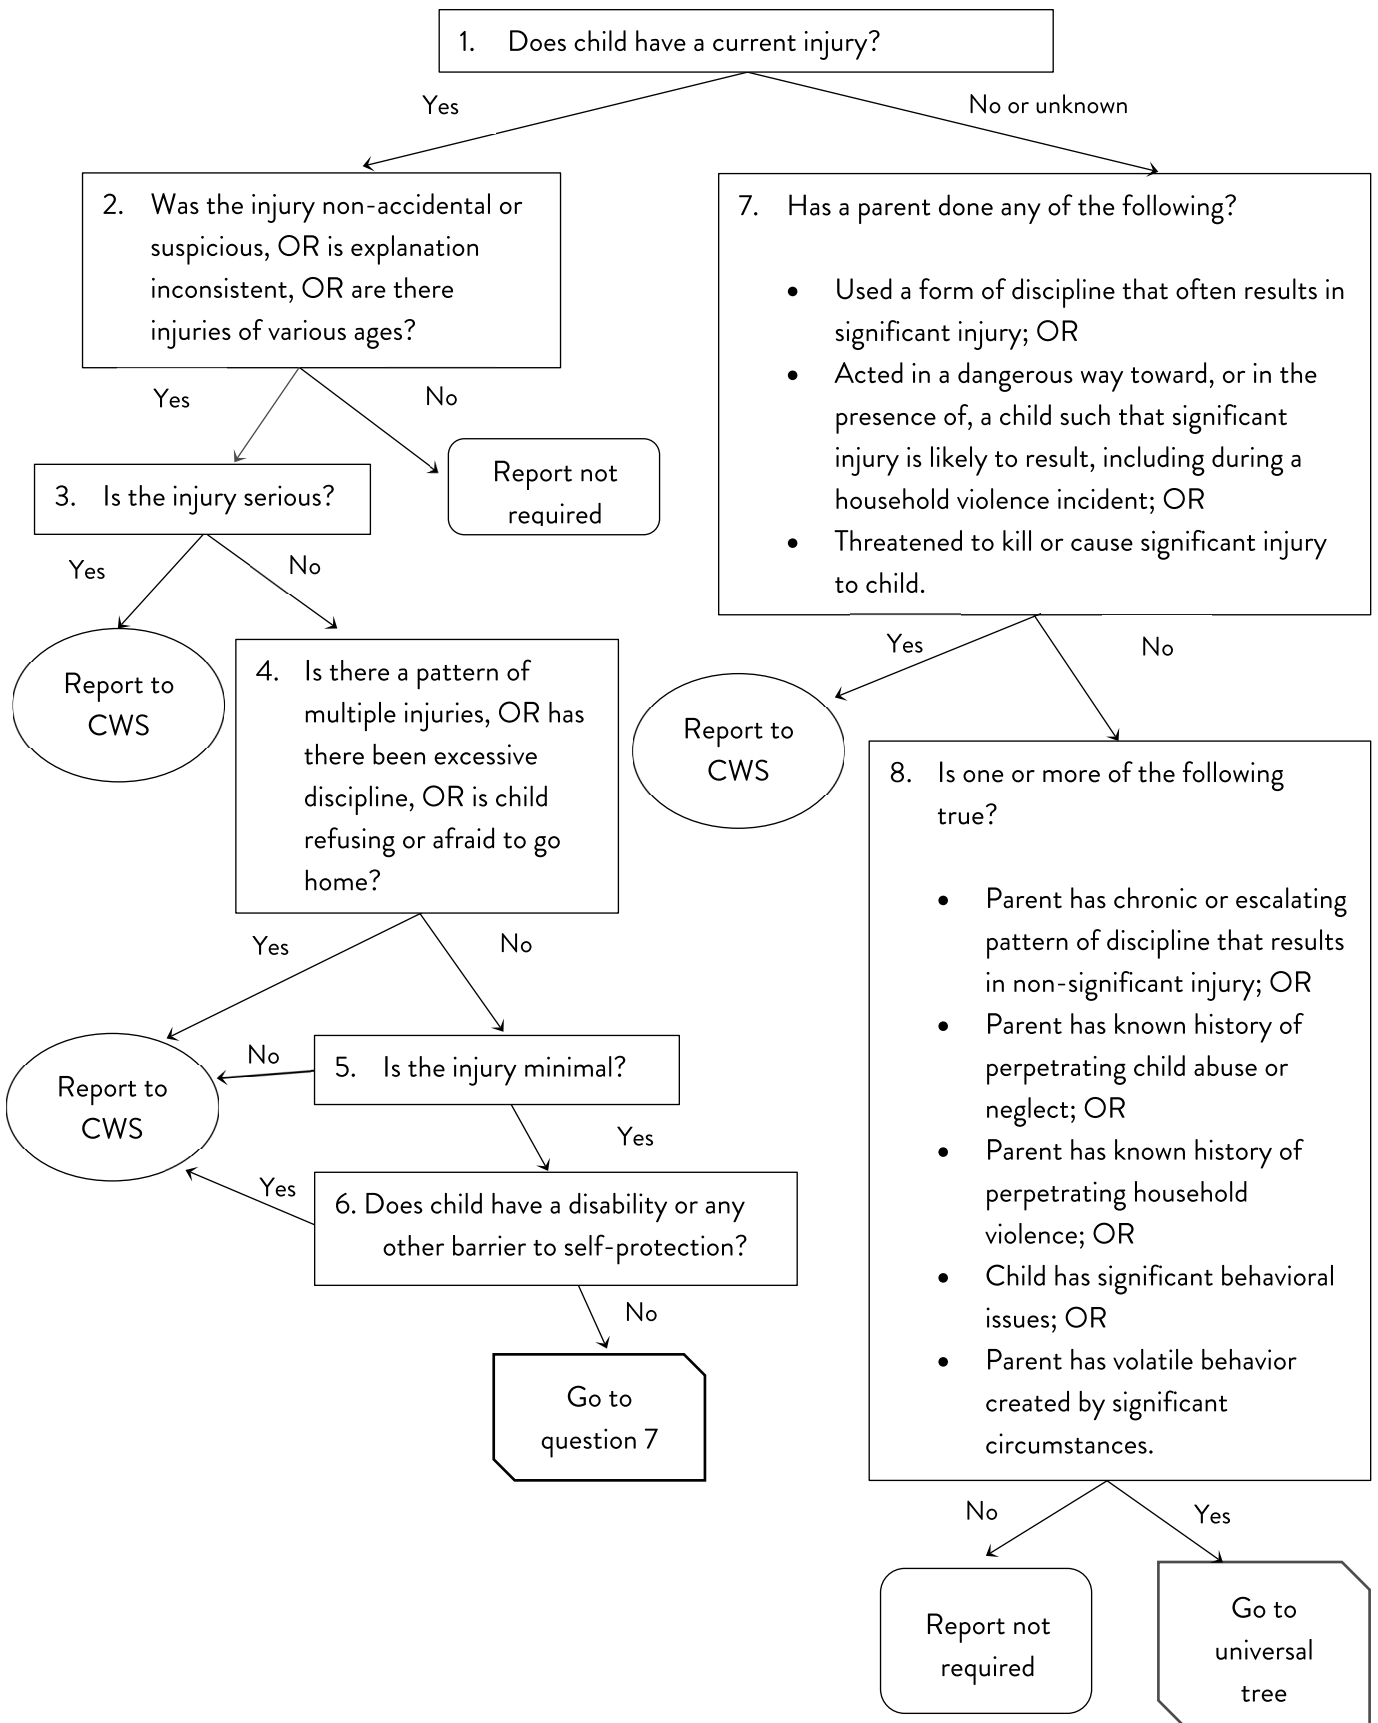 1. Does child have a current injury?
Yes
No or unknown
2. Was the injury non-accidental or
suspicious, OR is explanation
inconsistent, OR are there
injuries of various ages?
Yes
No
Report not
required
3. Is the injury serious?
Yes
No
Report to
CWS
4. Is there a pattern of
multiple injuries, OR has
there been excessive
discipline, OR is child
refusing or afraid to go
home?
Yes
No
Report to
CWS
No
5. Is the injury minimal?
Yes
Yes
6. Does child have a disability or any
other barrier to self-protection?
No
Go to
question 7
7. Has a parent done any of the following?
• Used a form of discipline that often results in
significant injury; OR
• Acted in a dangerous way toward, or in the
presence of, a child such that significant
injury is likely to result, including during a
household violence incident; OR
• Threatened to kill or cause significant injury
to child.
Yes
No
Report to
CWS
8. Is one or more of the following
true?
• Parent has chronic or escalating
pattern of discipline that results
in non-significant injury; OR
• Parent has known history of
perpetrating child abuse or
neglect; OR
• Parent has known history of
perpetrating household
violence; OR
• Child has significant behavioral
issues; OR
• Parent has volatile behavior
created by significant
circumstances.
No
Yes
Report not
required
Go to
universal
tree